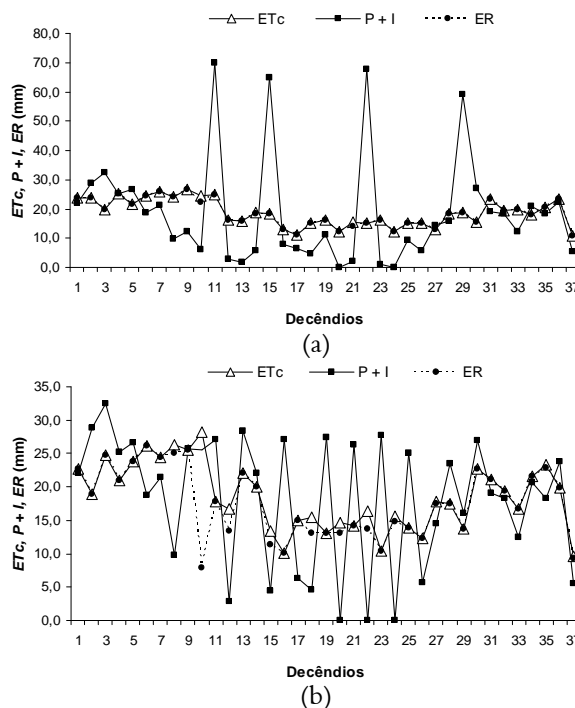 ETc P + I ER
80,0
70,0
60,0
50,0
40,0
30,0
20,0
10,0
0,0
ETc, P + I, ER (mm)
1 3 5 7 9 11 13 15 17 19 21 23 25 27 29 31 33 35 37
Decêndios
(a)
ETc P + I ER
35,0
30,0
25,0
20,0
15,0
10,0
5,0
0,0
ETc, P + I, ER (mm)
1 3 5 7 9 11 13 15 17 19 21 23 25 27 29 31 33 35 37
Decêndios
(b)